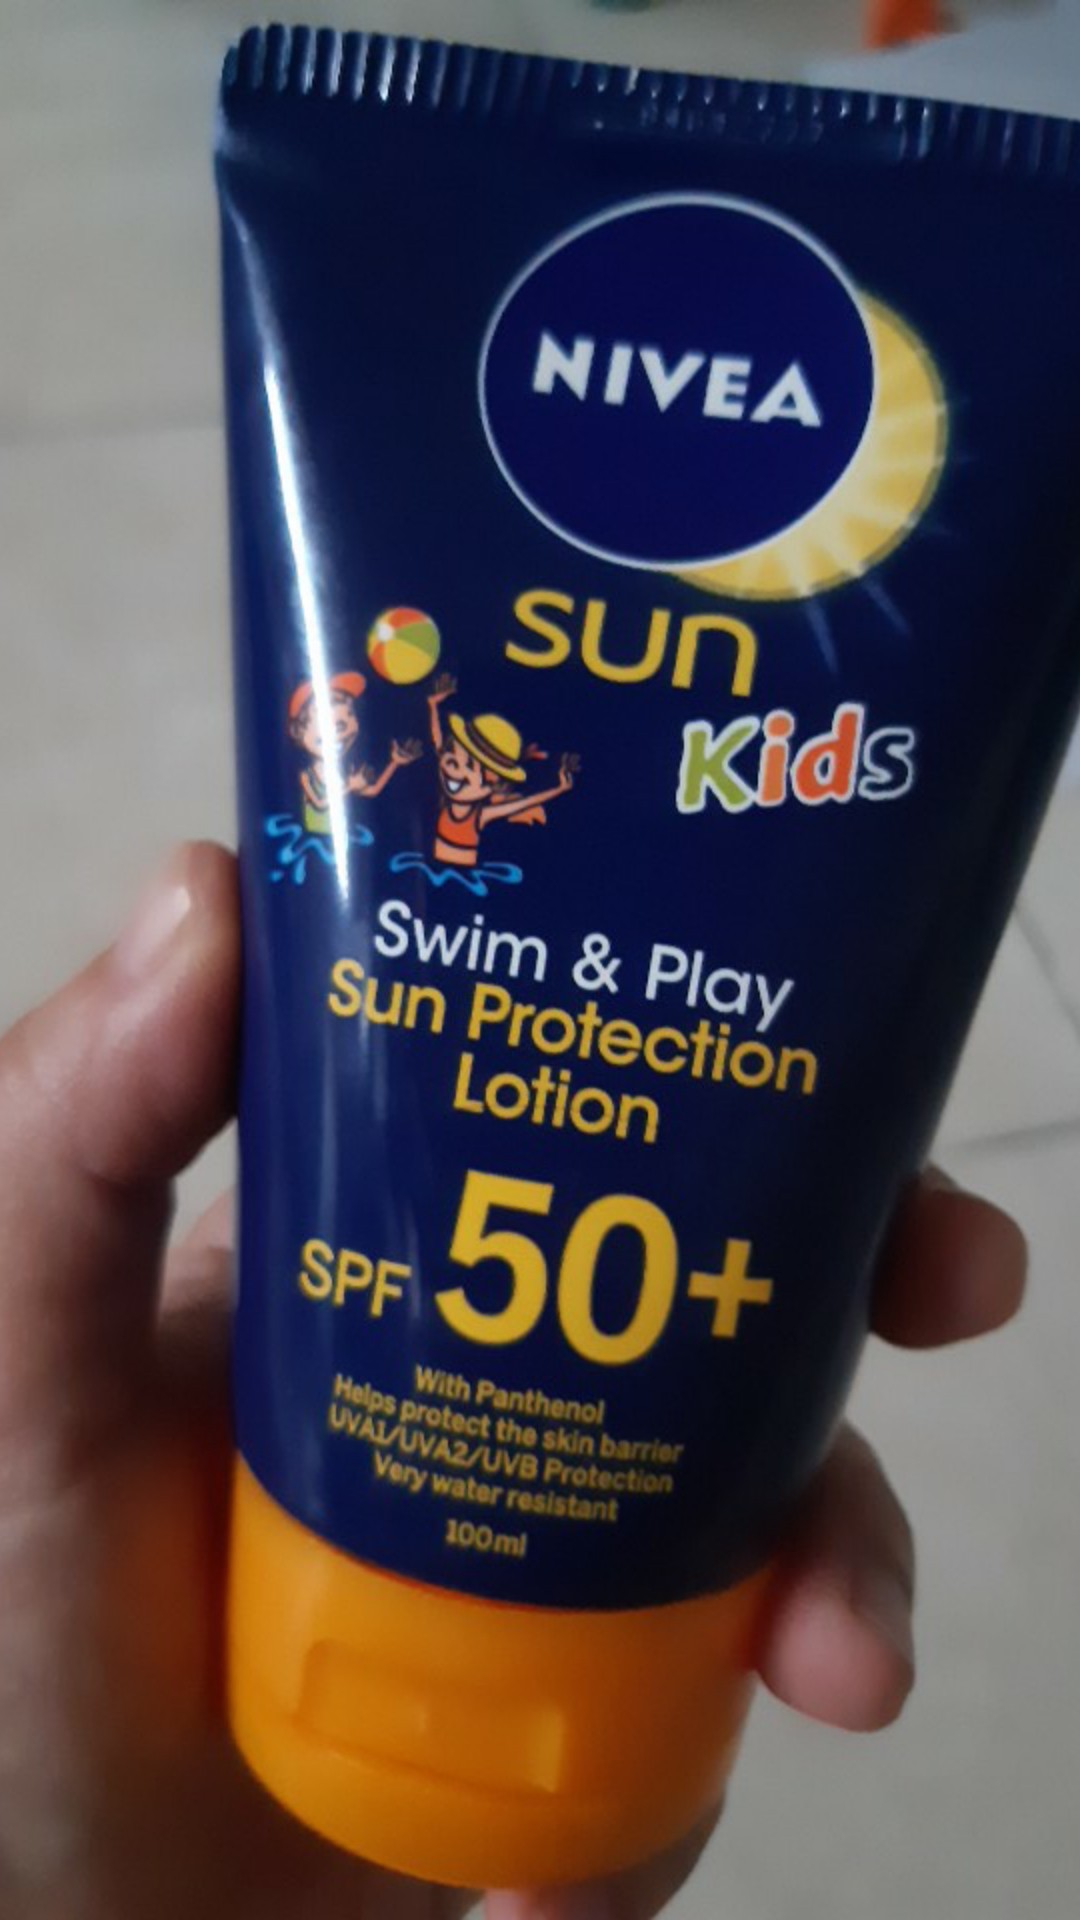 NIVEA
sun
Kids
Swim & Play
Sun Protection
Lotion
SPF 50+
With Panthenol
Helps protect the skin barrier
UVA1/UVA2/UVB Protection
Very water resistant
100ml